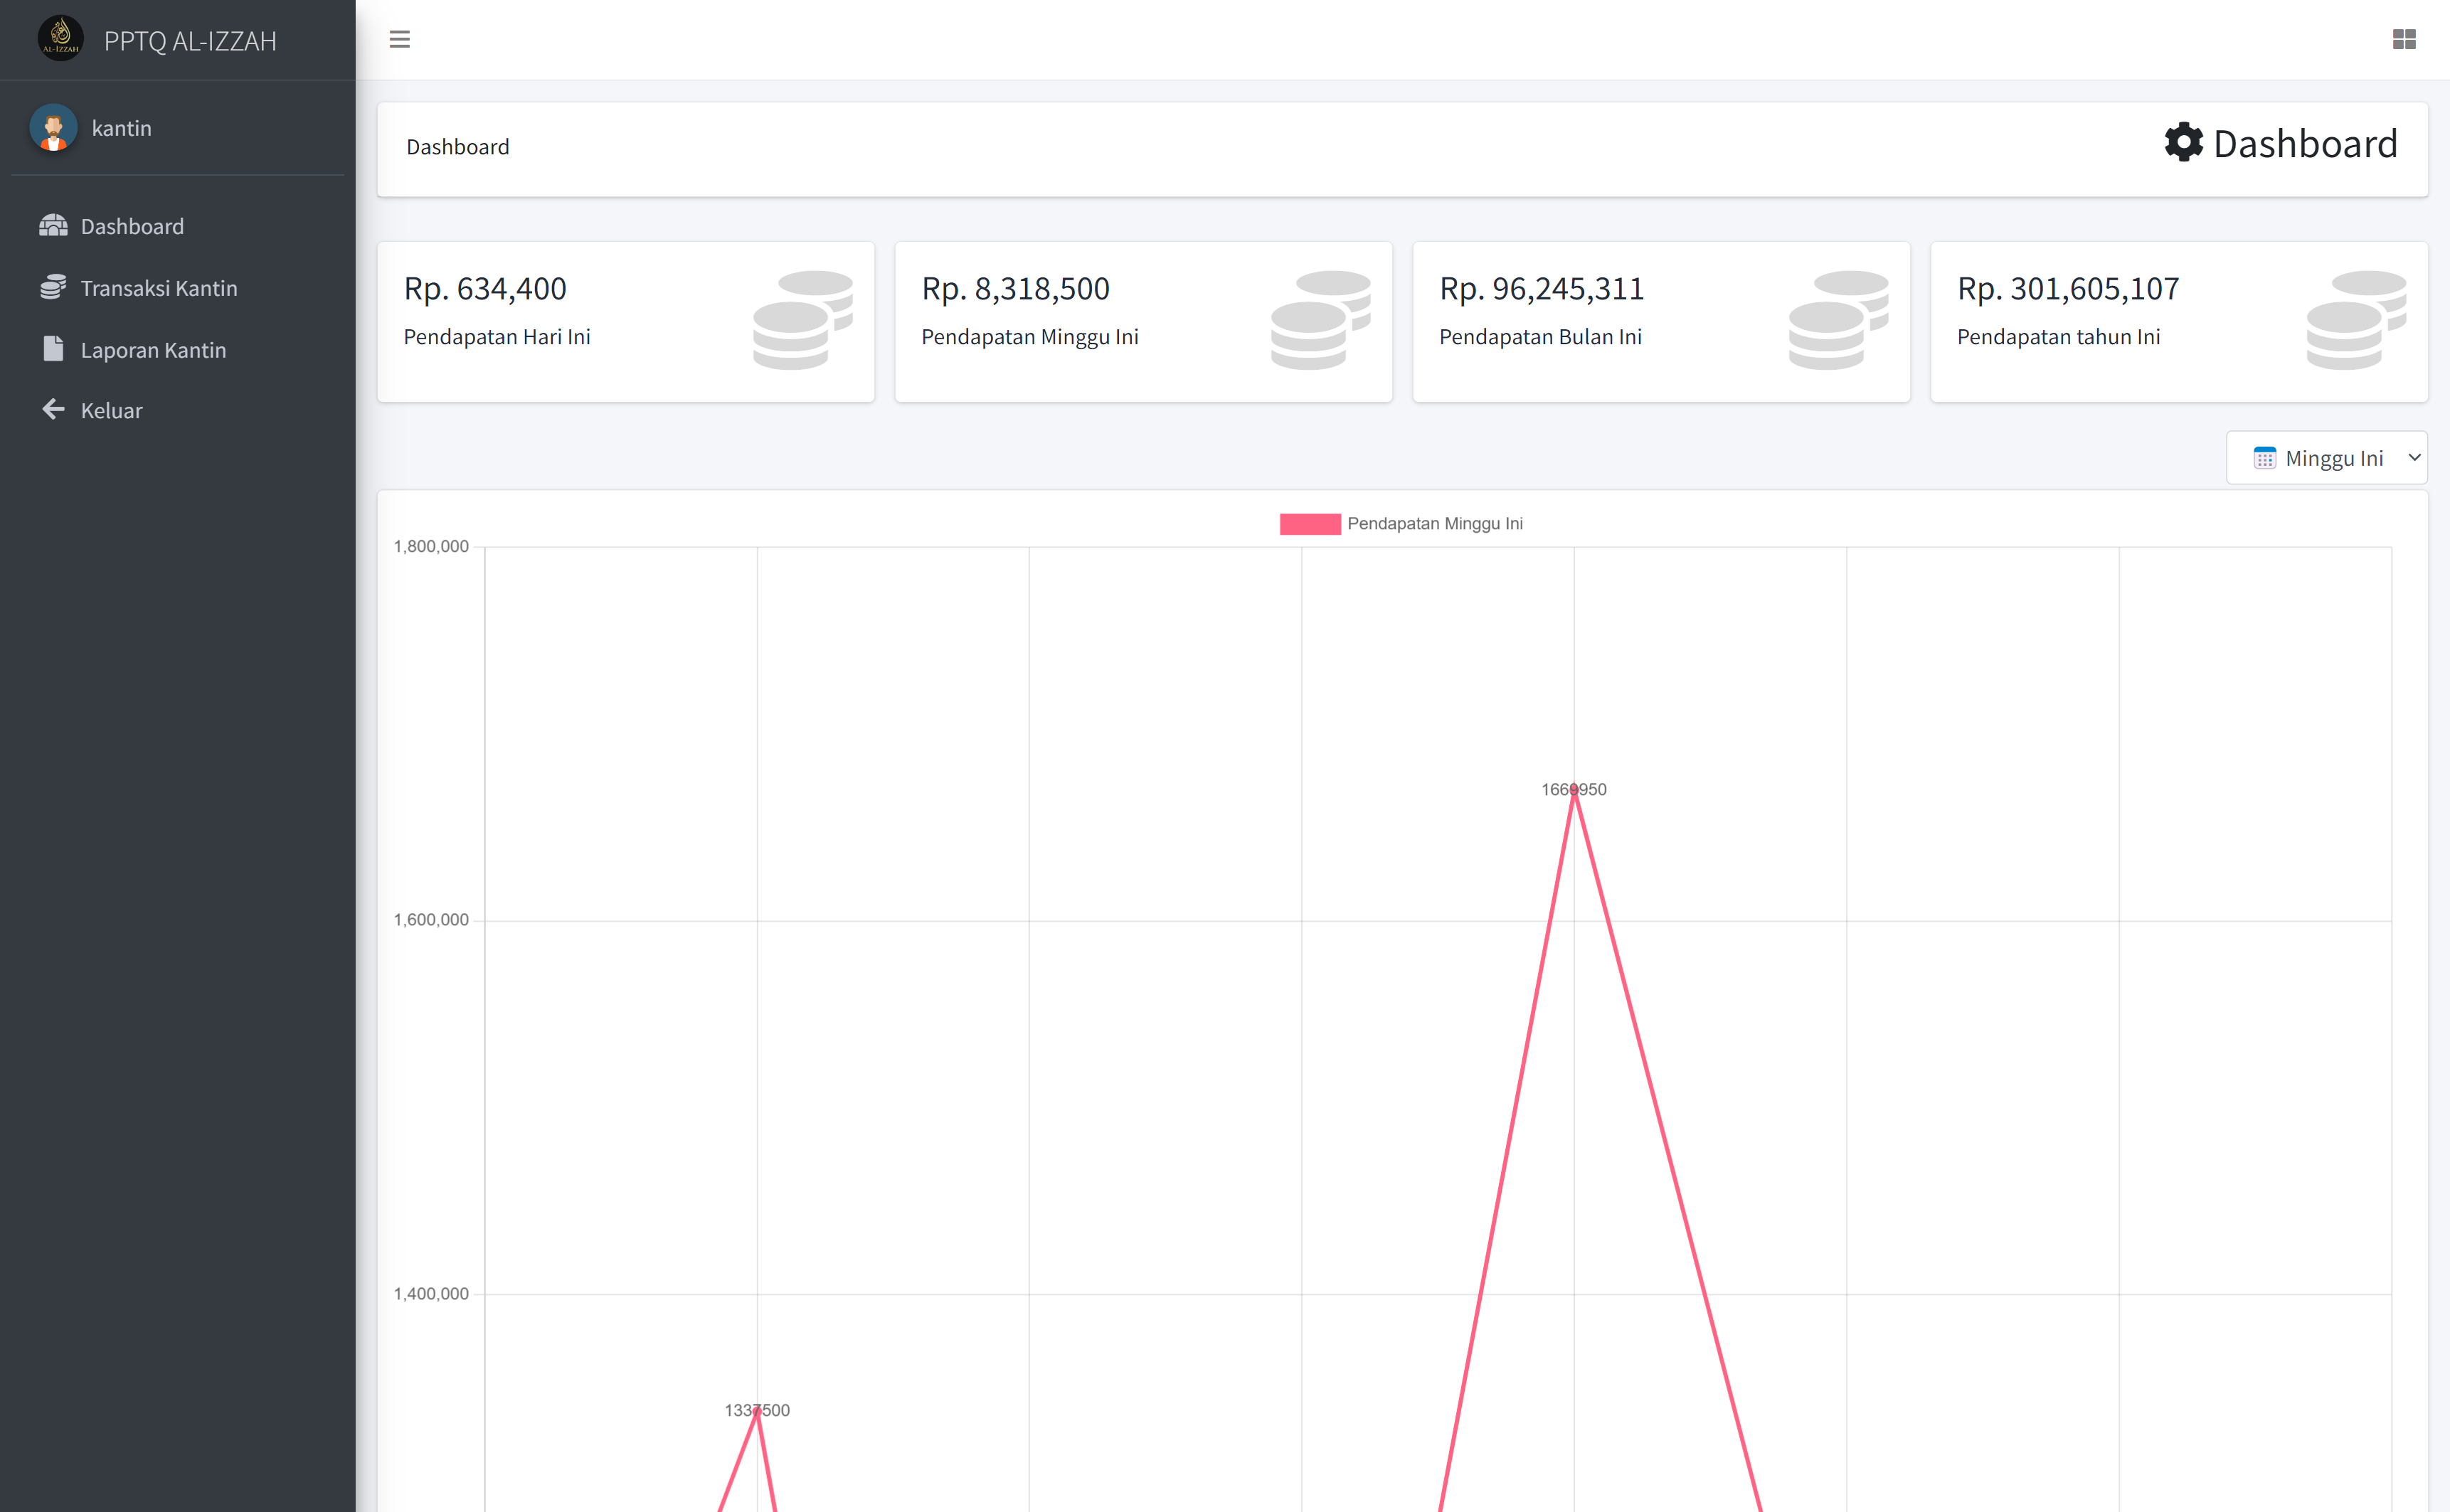 AL-IZZAH
PPTQ AL-IZZAH
kantin
Dashboard
Transaksi Kantin
Laporan Kantin
Keluar
Dashboard
Dashboard
Rp. 634,400
Pendapatan Hari Ini
Rp. 8,318,500
Pendapatan Minggu Ini
Rp. 96,245,311
Pendapatan Bulan Ini
Rp. 301,605,107
Pendapatan tahun Ini
Minggu Ini
Pendapatan Minggu Ini
1,800,000
1669950
1,600,000
1,400,000
1337500